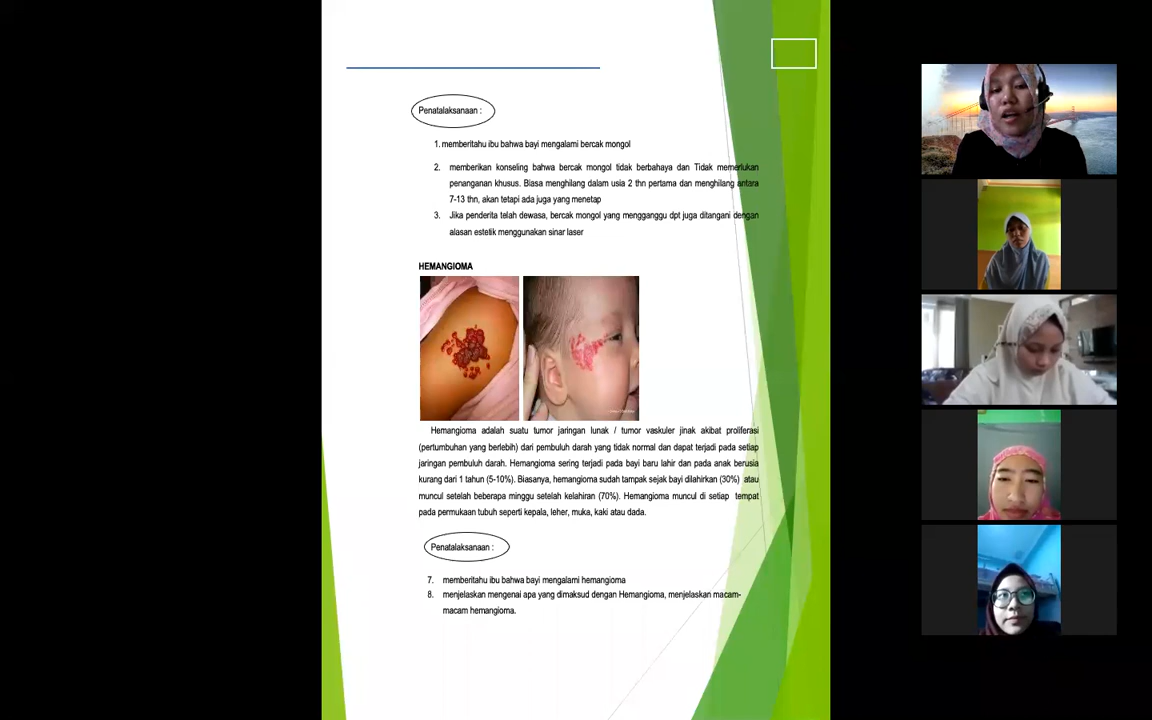 Penatalaksanaan :
1. memberitahu ibu bahwa bayi mengalami bercak mongol
2. memberikan konseling bahwa bercak mongol tidak berbahaya dan Tidak memerlukan
penanganan khusus. Biasa menghilang dalam usia 2 thn pertama dan menghilang antara
7-13 thn, akan tetapi ada juga yang menetap
3. Jika penderita telah dewasa, bercak mongol yang mengganggu dpt juga ditangani dengan
alasan estetik menggunakan sinar laser
HEMANGIOMA
Hemangioma adalah suatu tumor jaringan lunak / tumor vaskuler jinak akibat proliferasi
(pertumbuhan yang berlebih) dari pembuluh darah yang tidak normal dan dapat terjadi pada setiap
jaringan pembuluh darah. Hemangioma sering terjadi pada bayi baru lahir dan pada anak berusia
kurang dari 1 tahun (5-10%). Biasanya, hemangioma sudah tampak sejak bayi dilahirkan (30%) atau
muncul setelah beberapa minggu setelah kelahiran (70%). Hemangioma muncul di setiap tempat
pada permukaan tubuh seperti kepala, leher, muka, kaki atau dada.
Penatalaksanaan :
7. memberitahu ibu bahwa bayi mengalami hemangioma
8. menjelaskan mengenai apa yang dimaksud dengan Hemangioma, menjelaskan macam-
macam hemangioma.